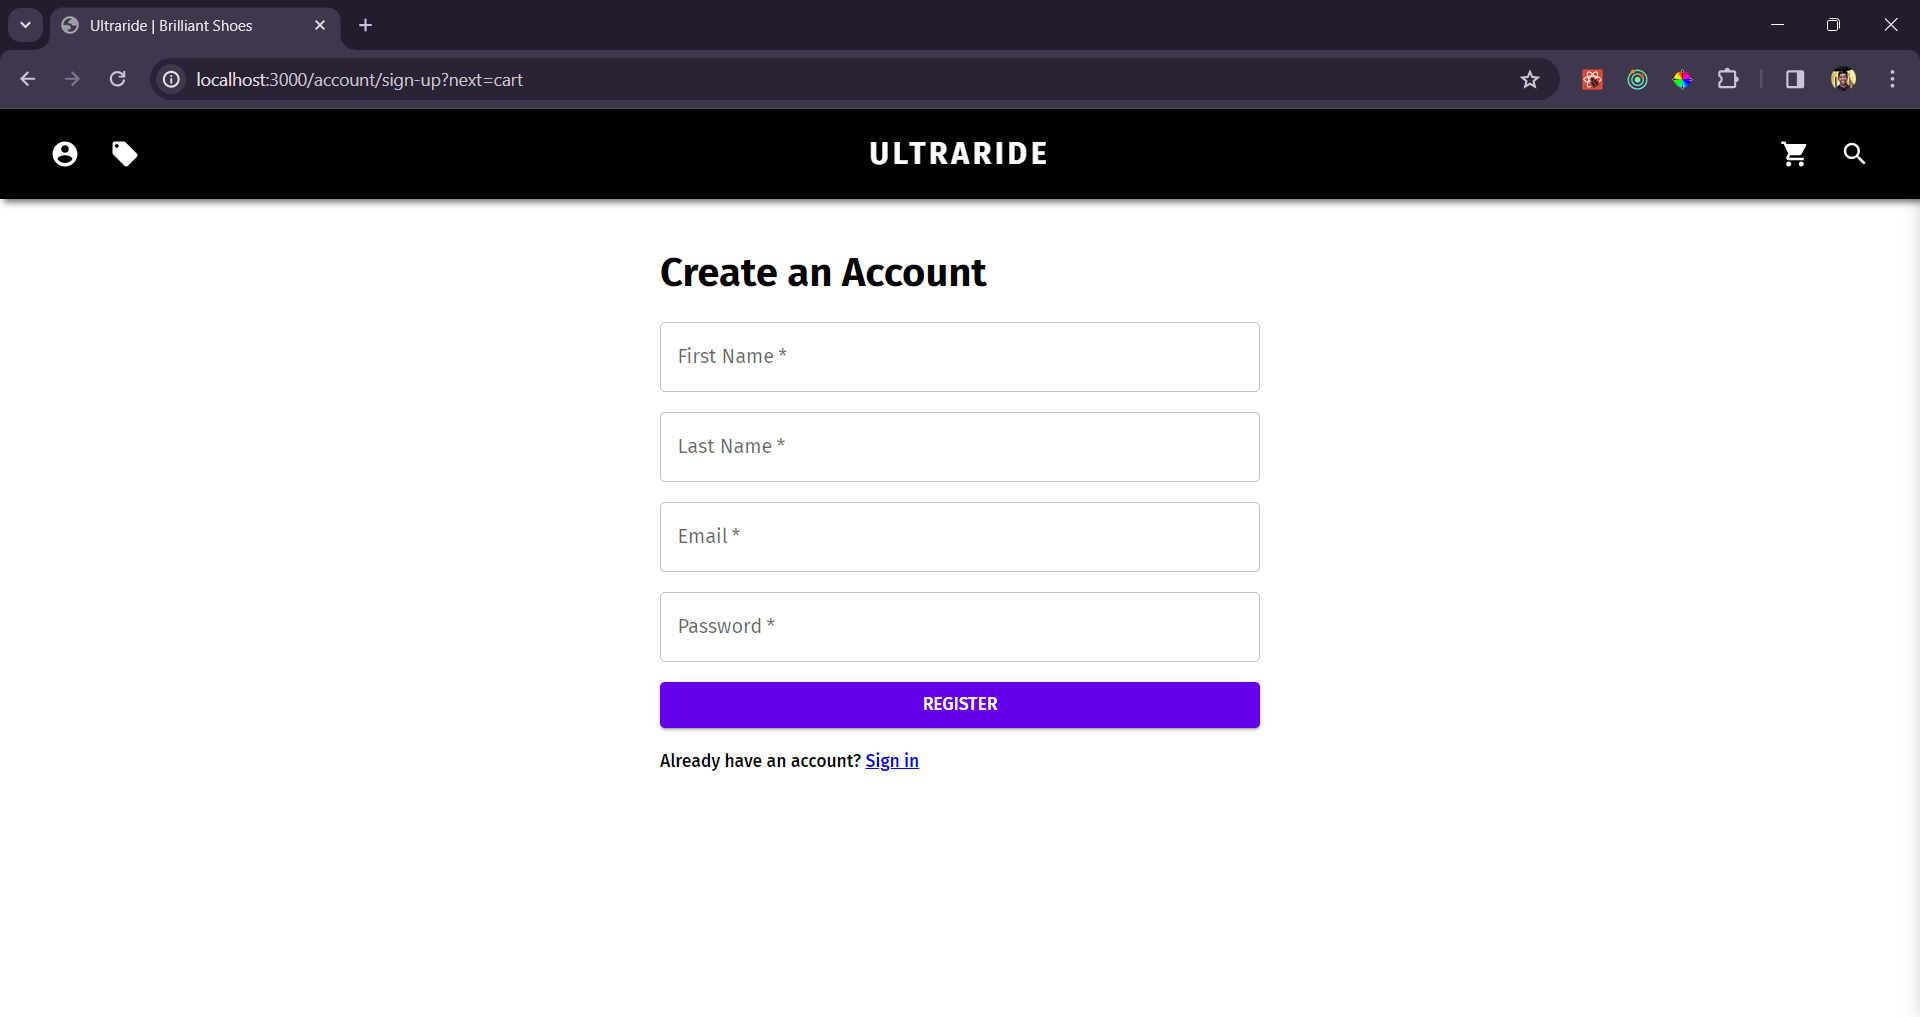 Ultraride | Brilliant Shoes
localhost:3000/account/sign-up?next=cart
ULTRARIDE
Create an Account
First Name *
Last Name *
Email *
Password *
REGISTER
Already have an account? Sign in